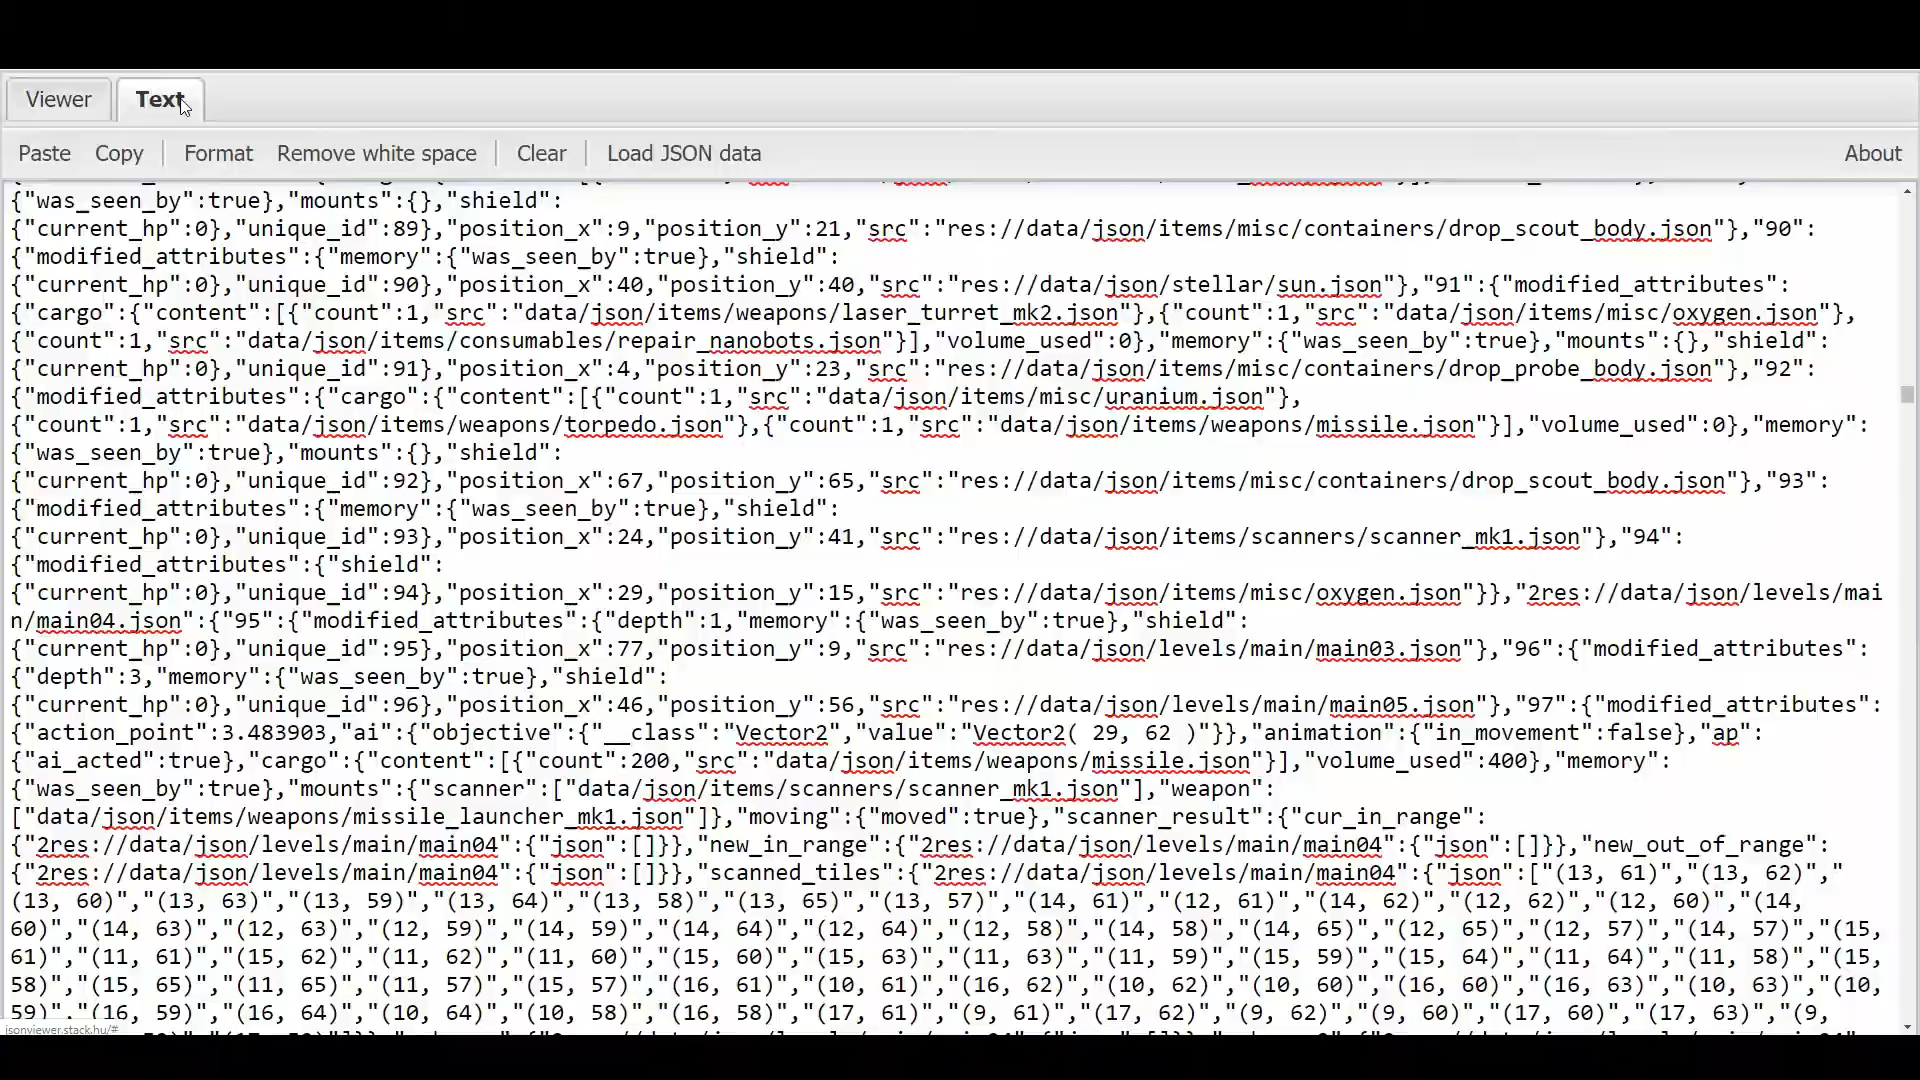 Viewer
Text
Paste
Copy
Format
Remove white space
Clear
Load JSON data
About
{"was_seen_by":true},"mounts":{},"shield":
{"current_hp":0},"unique_id":89},"position_x":9,"position_y":21,"src":"res://data/json/items/misc/containers/drop_scout_body.json"},"90":
{"modified_attributes":{"memory":{"was_seen_by":true},"shield":
{"current_hp":0},"unique_id":90},"position_x":40,"position_y":40,"src":"res://data/json/stellar/sun.json"},"91":{"modified_attributes":
{"cargo":{"content":[{"count":1,"src":"data/json/items/weapons/laser_turret_mk2.json"},{"count":1,"src":"data/json/items/misc/oxygen.json"},
{"count":1,"src":"data/json/items/consumables/repair_nanobots.json"}],"volume_used":0},"memory":{"was_seen_by":true},"mounts":{},"shield":
{"current_hp":0},"unique_id":91},"position_x":4,"position_y":23,"src":"res://data/json/items/misc/containers/drop_probe_body.json"},"92":
{"modified_attributes":{"cargo":{"content":[{"count":1,"src":"data/json/items/misc/uranium.json"},
{"count":1,"src":"data/json/items/weapons/torpedo.json"},{"count":1,"src":"data/json/items/weapons/missile.json"}],"volume_used":0},"memory":
{"was_seen_by":true},"mounts":{},"shield":
{"current_hp":0},"unique_id":92},"position_x":67,"position_y":65,"src":"res://data/json/items/misc/containers/drop_scout_body.json"},"93":
{"modified_attributes":{"memory":{"was_seen_by":true},"shield":
{"current_hp":0},"unique_id":93},"position_x":24,"position_y":41,"src":"res://data/json/items/scanners/scanner_mk1.json"},"94":
{"modified_attributes":{"shield":
{"current_hp":0},"unique_id":94},"position_x":29,"position_y":15,"src":"res://data/json/items/misc/oxygen.json"}},"2res://data/json/levels/mai
n/main04.json":{"95":{"modified_attributes":{"depth":1,"memory":{"was_seen_by":true},"shield":
{"current_hp":0},"unique_id":95},"position_x":77,"position_y":9,"src":"res://data/json/levels/main/main03.json"},"96":{"modified_attributes":
{"depth":3,"memory":{"was_seen_by":true},"shield":
{"current_hp":0},"unique_id":96},"position_x":46,"position_y":56,"src":"res://data/json/levels/main/main05.json"},"97":{"modified_attributes":
{"action_point":3.483903,"ai":{"objective":{"__class":"Vector2","value":"Vector2( 29, 62 )"}},"animation":{"in_movement":false},"ap":
{"ai_acted":true},"cargo":{"content":[{"count":200,"src":"data/json/items/weapons/missile.json"}],"volume_used":400},"memory":
{"was_seen_by":true},"mounts":{"scanner":["data/json/items/scanners/scanner_mk1.json"],"weapon":
["data/json/items/weapons/missile_launcher_mk1.json"]},"moving":{"moved":true},"scanner_result":{"cur_in_range":
{"2res://data/json/levels/main/main04":{"json":[]}},"new_in_range":{"2res://data/json/levels/main/main04":{"json":[]}},"new_out_of_range":
{"2res://data/json/levels/main/main04":{"json":[]}},"scanned_tiles":{"2res://data/json/levels/main/main04":{"json":["(13, 61)","(13, 62)","
(13, 60)","(13, 63)","(13, 59)","(13, 64)","(13, 58)","(13, 65)","(13, 57)","(14, 61)","(12, 61)","(14, 62)","(12, 62)","(12, 60)","(14,
60)","(14, 63)","(12, 63)","(12, 59)","(14, 59)","(14, 64)","(12, 64)","(12, 58)","(14, 58)","(14, 65)","(12, 65)","(12, 57)","(14, 57)","(15,
61)","(11, 61)","(15, 62)","(11, 62)","(11, 60)","(15, 60)","(15, 63)","(11, 63)","(11, 59)","(15, 59)","(15, 64)","(11, 64)","(11, 58)","(15,
58)","(15, 65)","(11, 65)","(11, 57)","(15, 57)","(16, 61)","(10, 61)","(16, 62)","(10, 62)","(10, 60)","(16, 60)","(16, 63)","(10, 63)","(10,
59)","(16, 59)","(16, 64)","(10, 64)","(10, 58)","(16, 58)","(17, 61)","(9, 61)","(17, 62)","(9, 62)","(9, 60)","(17, 60)","(17, 63)","(9,
jsonviewer.stack.hu/#